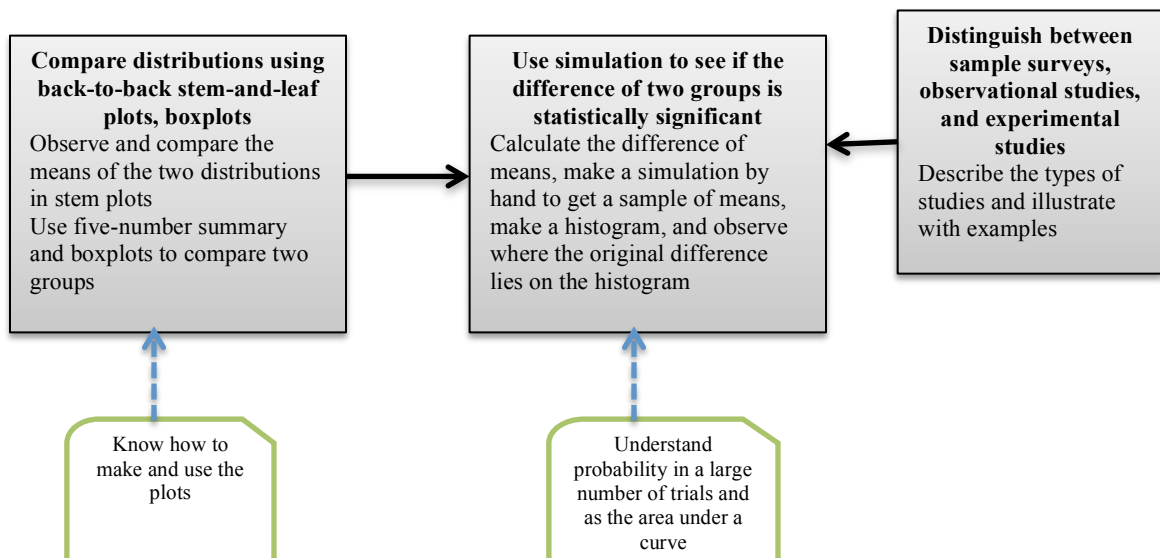 Compare distributions using
back-to-back stem-and-leaf
plots, boxplots
Observe and compare the
means of the two distributions
in stem plots
Use five-number summary
and boxplots to compare two
groups
Use simulation to see if the
difference of two groups is
statistically significant
Calculate the difference of
means, make a simulation by
hand to get a sample of means,
make a histogram, and observe
where the original difference
lies on the histogram
Distinguish between
sample surveys,
observational studies,
and experimental
studies
Describe the types of
studies and illustrate
with examples
Know how to
make and use the
plots
Understand
probability in a large
number of trials and
as the area under a
curve